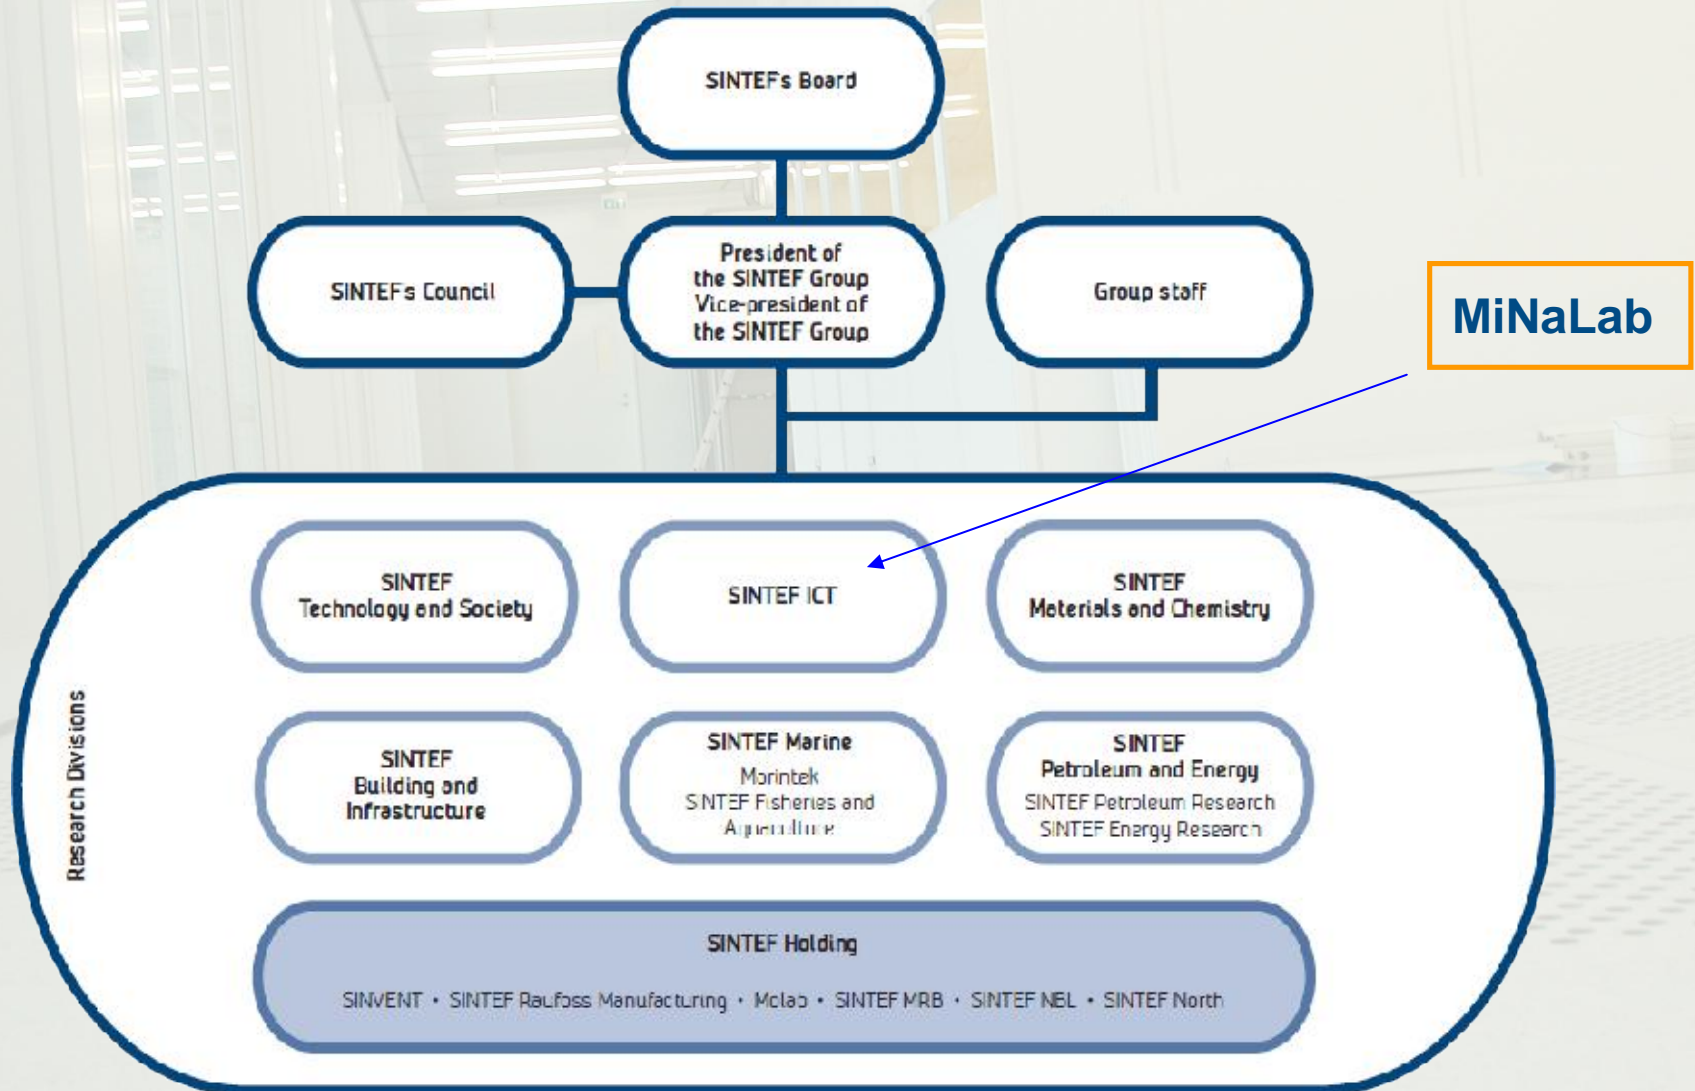 SINTEFs Board
SINTEF's Council
President of
the SINTEF Group
Vice-president of
the SINTEF Group
Group staff
MiNaLab
Research Divisions
SINTEF
Technology and Society
SINTEF ICT
SINTEF
Materials and Chemistry
SINTEF
Building and
Infrastructure
SINTEF Marine
Marintek
SINTEF Fisheries and
Aquaculture
SINTEF
Petroleum and Energy
SINTEF Petroleum Research
SINTEF Energy Research
SINTEF Holding
SINVENT • SINTEF Raufoss Manufacturing • Molab • SINTEF MRB • SINTEF NBL • SINTEF North